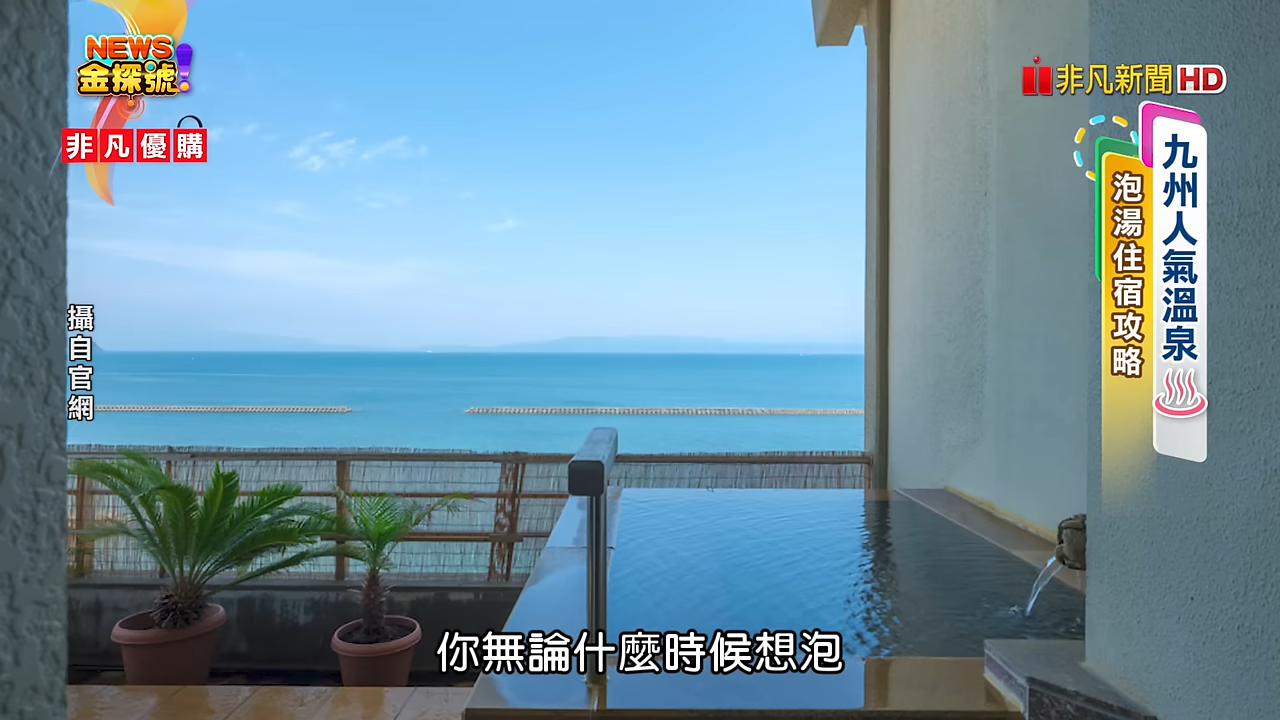 NEWS
金探號!
非凡優購
非凡新聞HD
九州人氣溫泉
泡湯住宿攻略
攝自官網
你無論什麼時候想泡